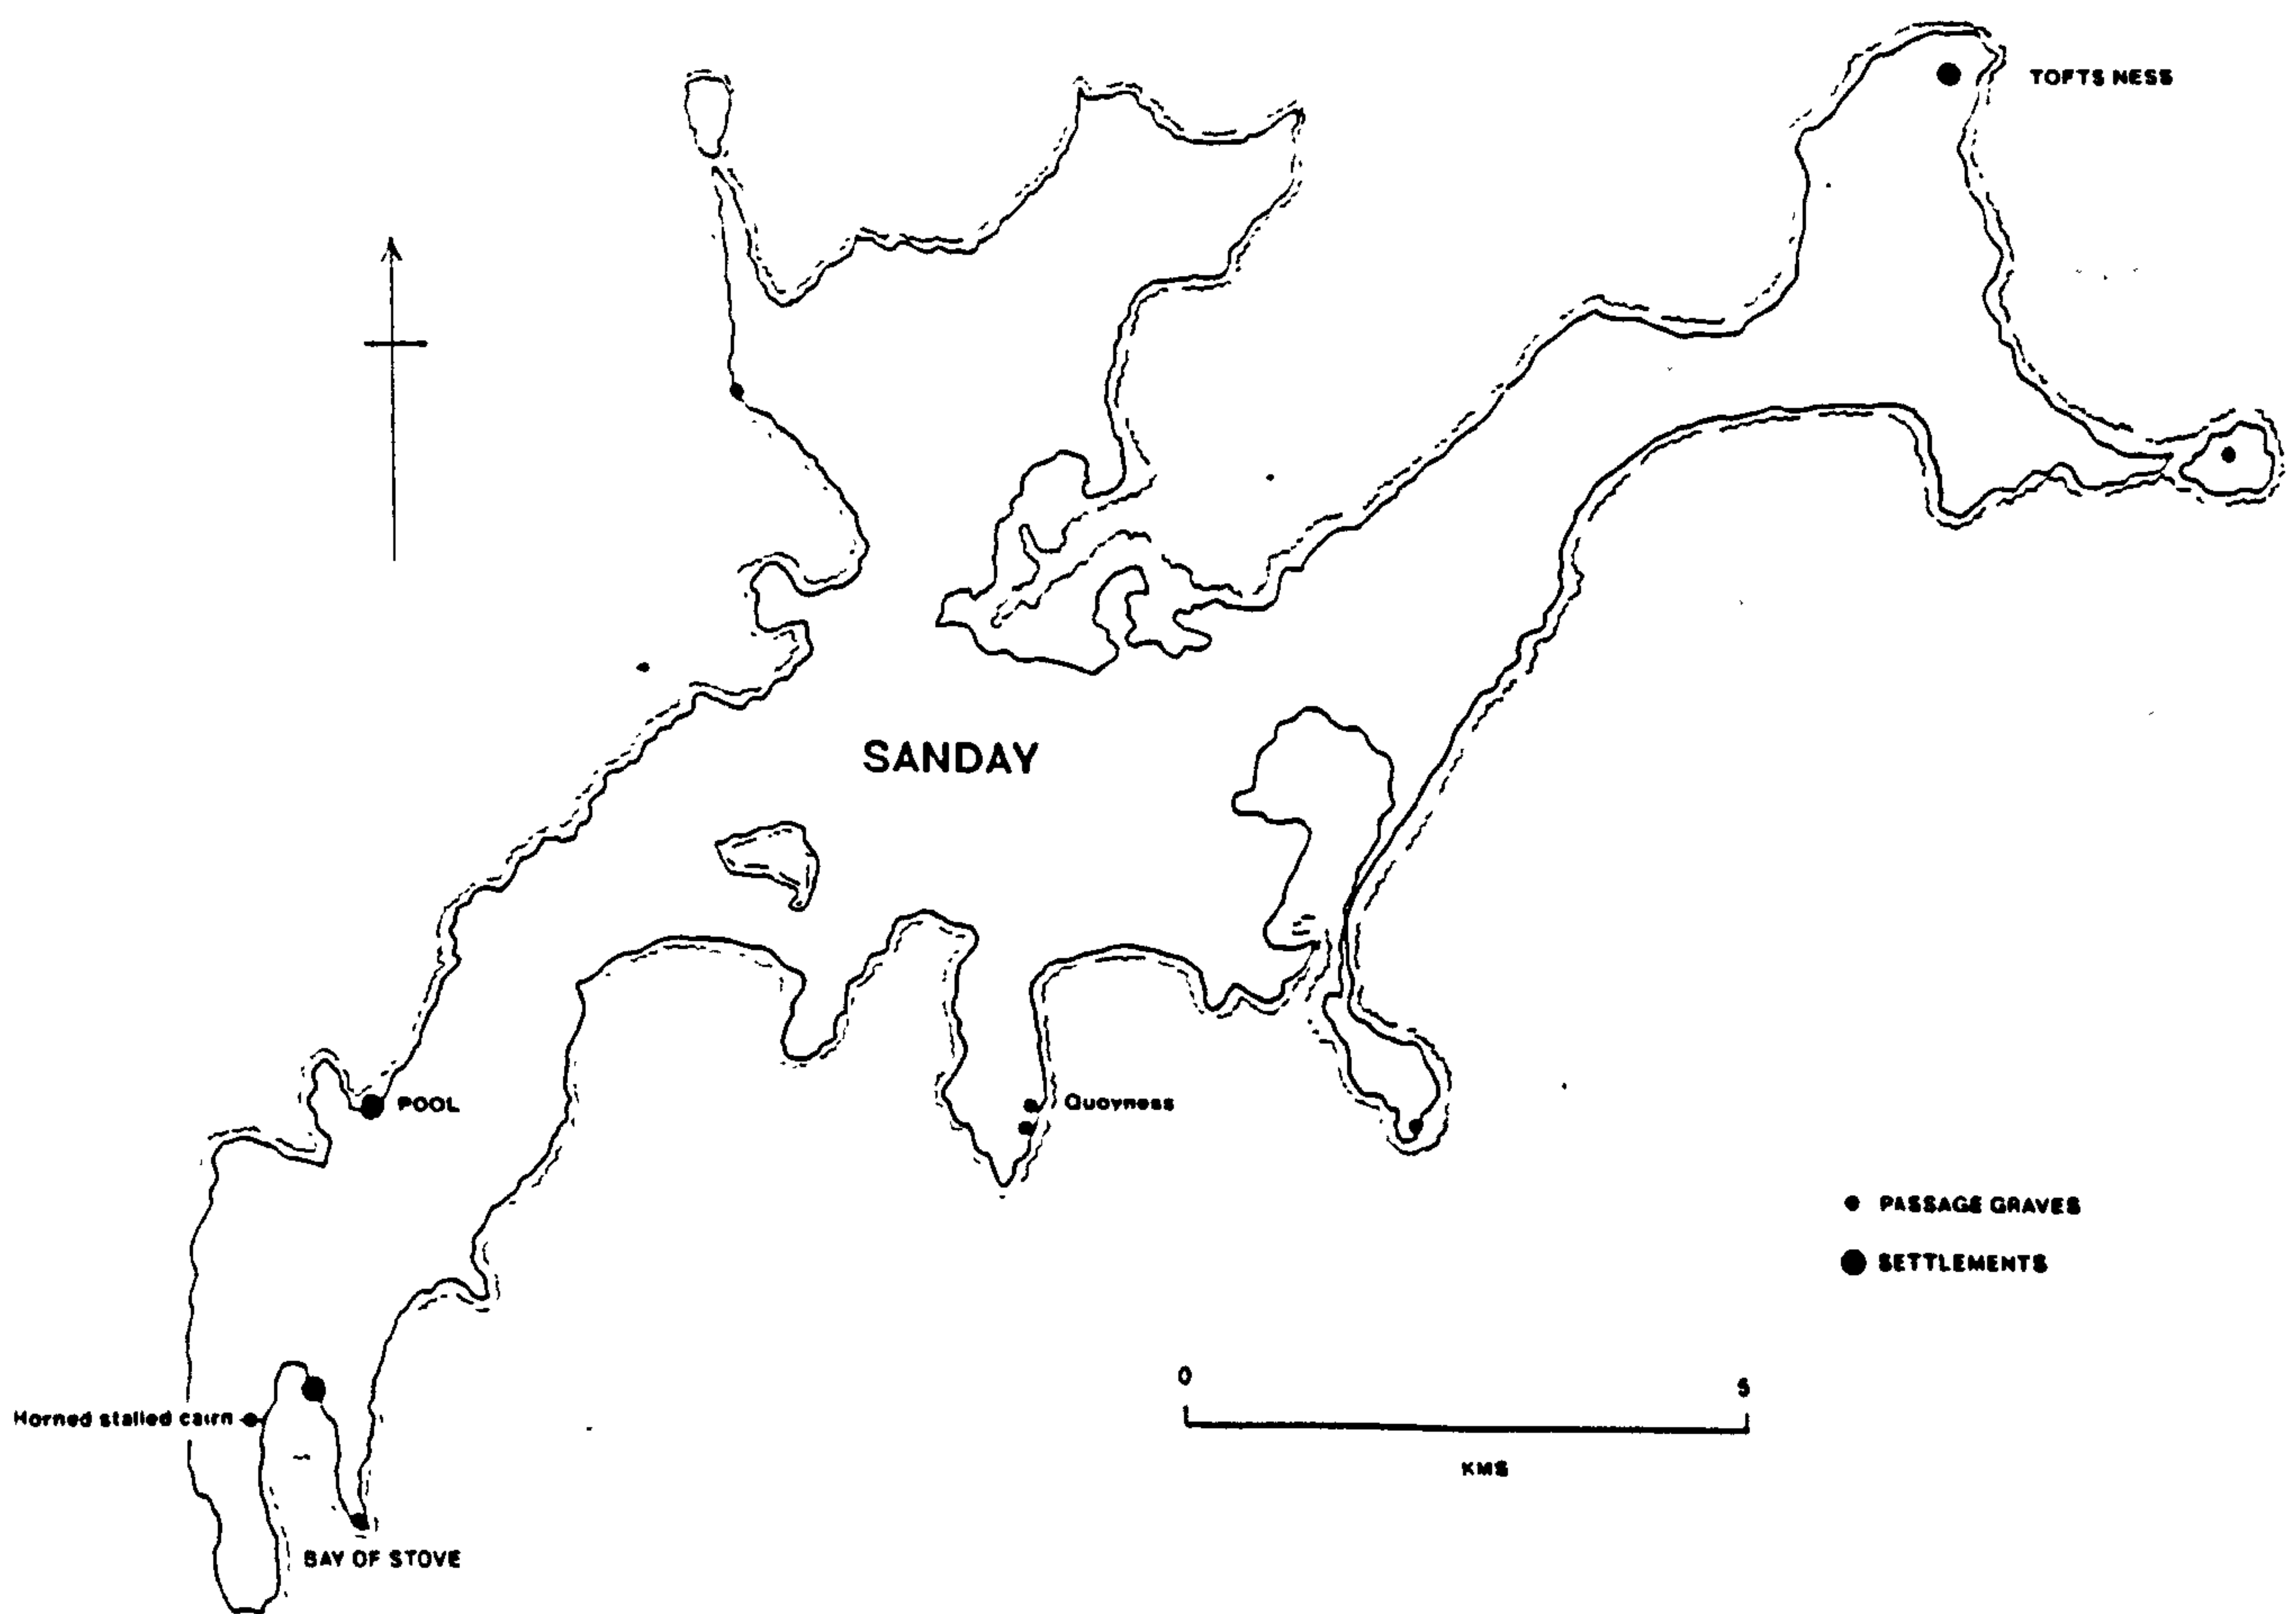 TOFTS NESS
SANDAY
POOL
Quoyness
PASSAGE GRAVES
SETTLEMENTS
0 5
Horned stalled cairn
KMS
BAY OF STOVE